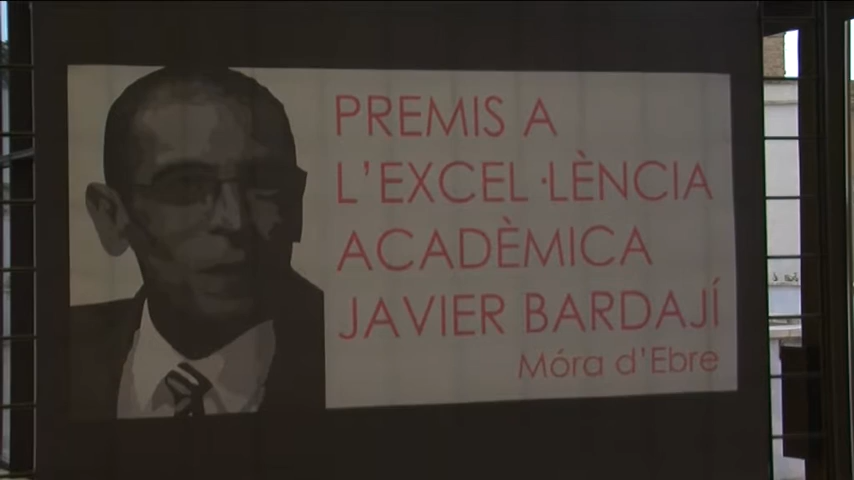 PREMIS A
L'EXCEL·LÈNCIA
ACADÈMICA
JAVIER BARDAJÍ
Móra d'Ebre